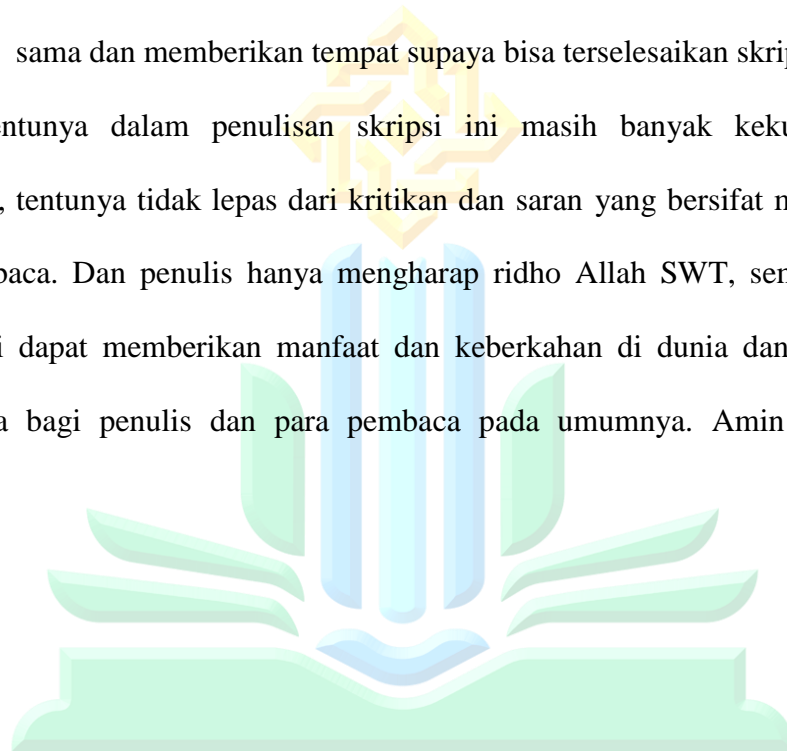 sama dan memberikan tempat supaya bisa terselesaikan skrip
entunya dalam penulisan skripsi ini masih banyak keku
, tentunya tidak lepas dari kritikan dan saran yang bersifat m
baca. Dan penulis hanya mengharap ridho Allah SWT, sem
i dapat memberikan manfaat dan keberkahan di dunia dan
a bagi penulis dan para pembaca pada umumnya. Amin